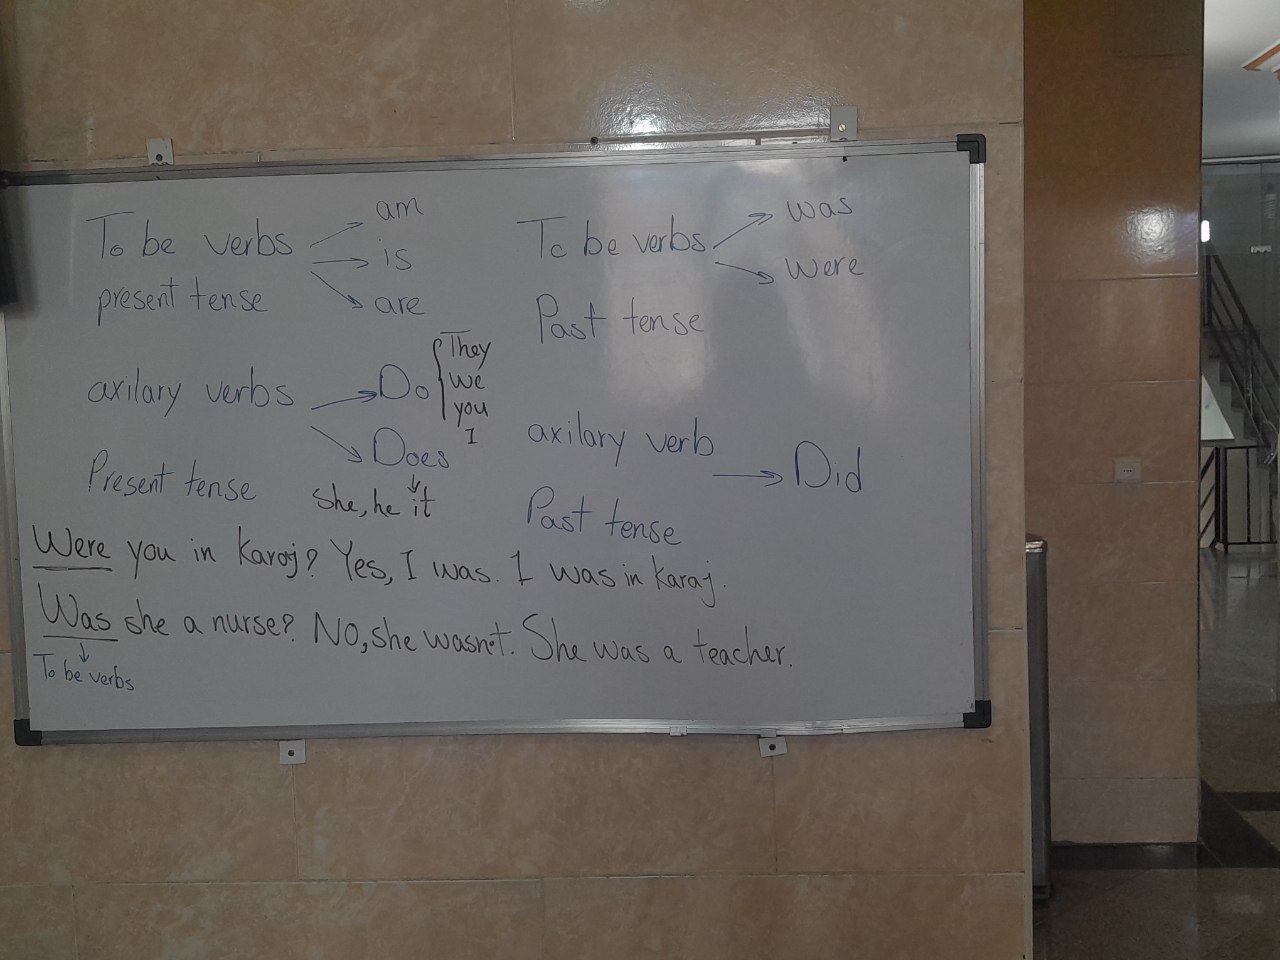 To be verbs
present tense
am
is
are
To be verbs
Past tense
was
were
axilary verbs
Present tense
Do
They
we
you
I
Does
She, he it
axilary verb
Past tense
Did
Were you in Karaj? Yes, I was. I was in Karaj.
Was she a nurse? No, she wasn't. She was a teacher.
To be verbs